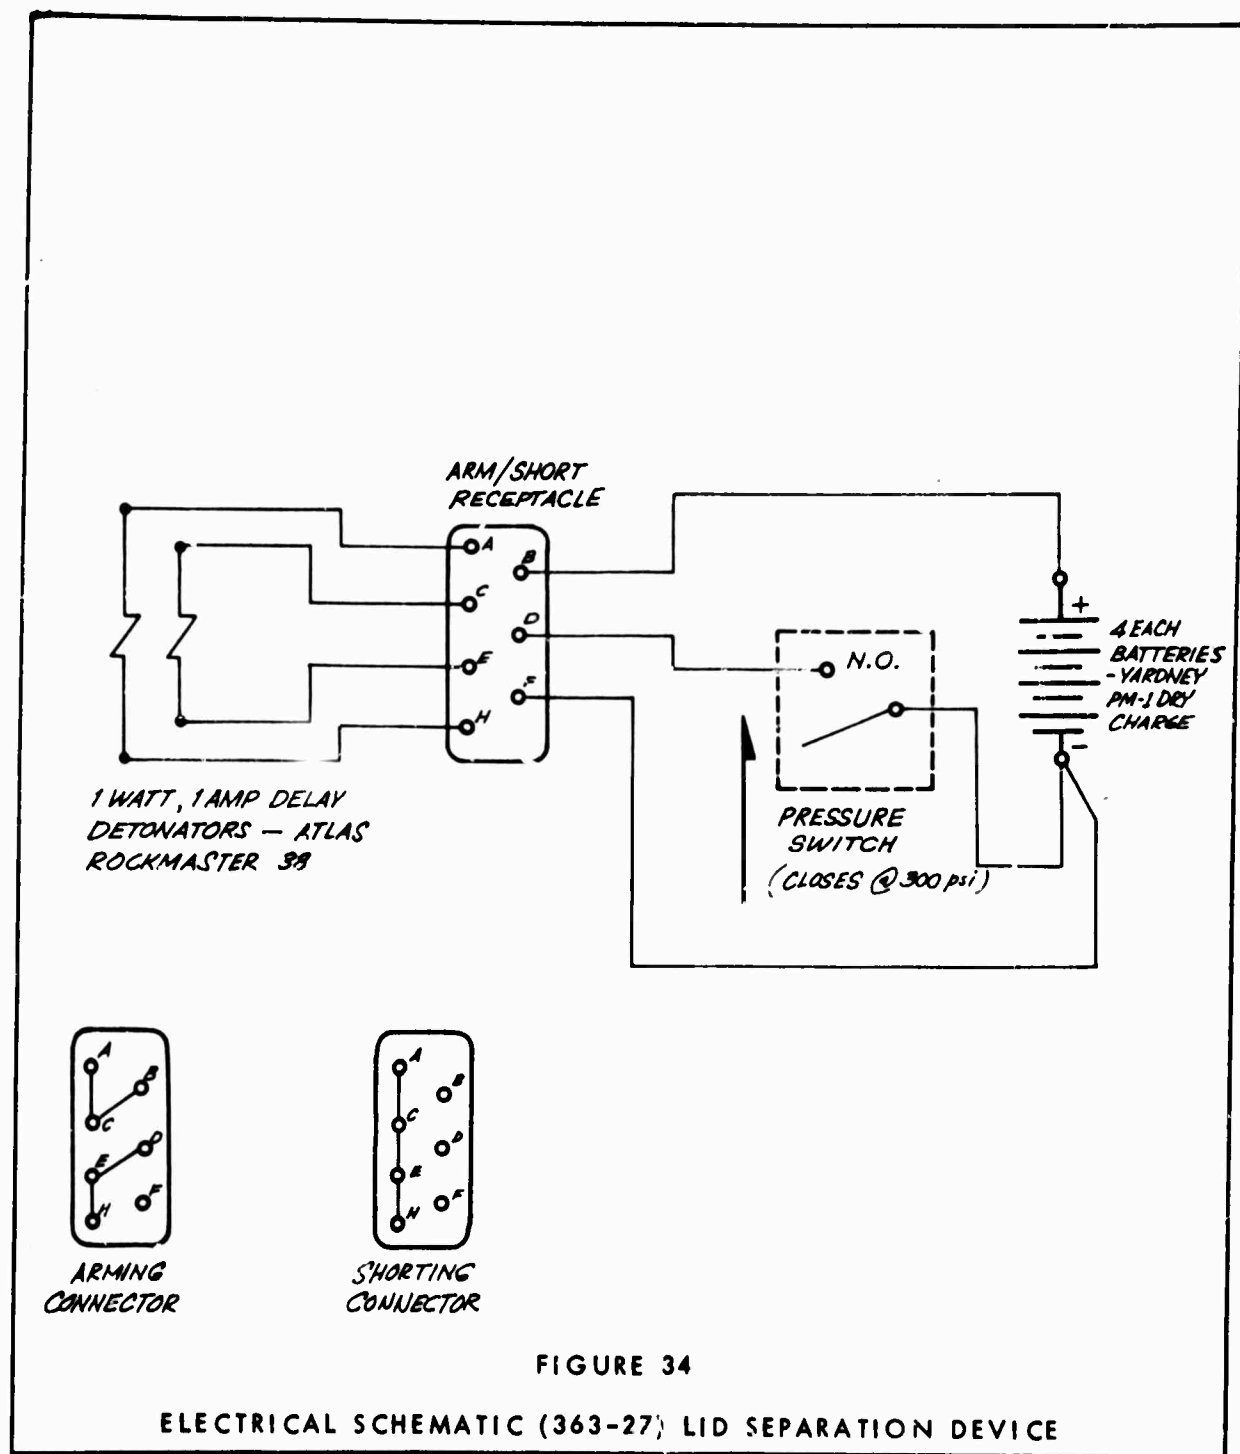 ARM/SHORT
RECEPTACLE
A
B
C
D
E
F
H
N.O.
+
4 EACH
BATTERIES
-YARDNEY
PM-1 DRY
CHARGE
-
1 WATT, 1 AMP DELAY
DETONATORS — ATLAS
ROCKMASTER 38
PRESSURE
SWITCH
(CLOSES @ 300 psi)
A
B
C
D
E
F
H
ARMING
CONNECTOR
A
B
C
D
E
F
H
SHORTING
CONNECTOR
FIGURE 34
ELECTRICAL SCHEMATIC (363-27) LID SEPARATION DEVICE